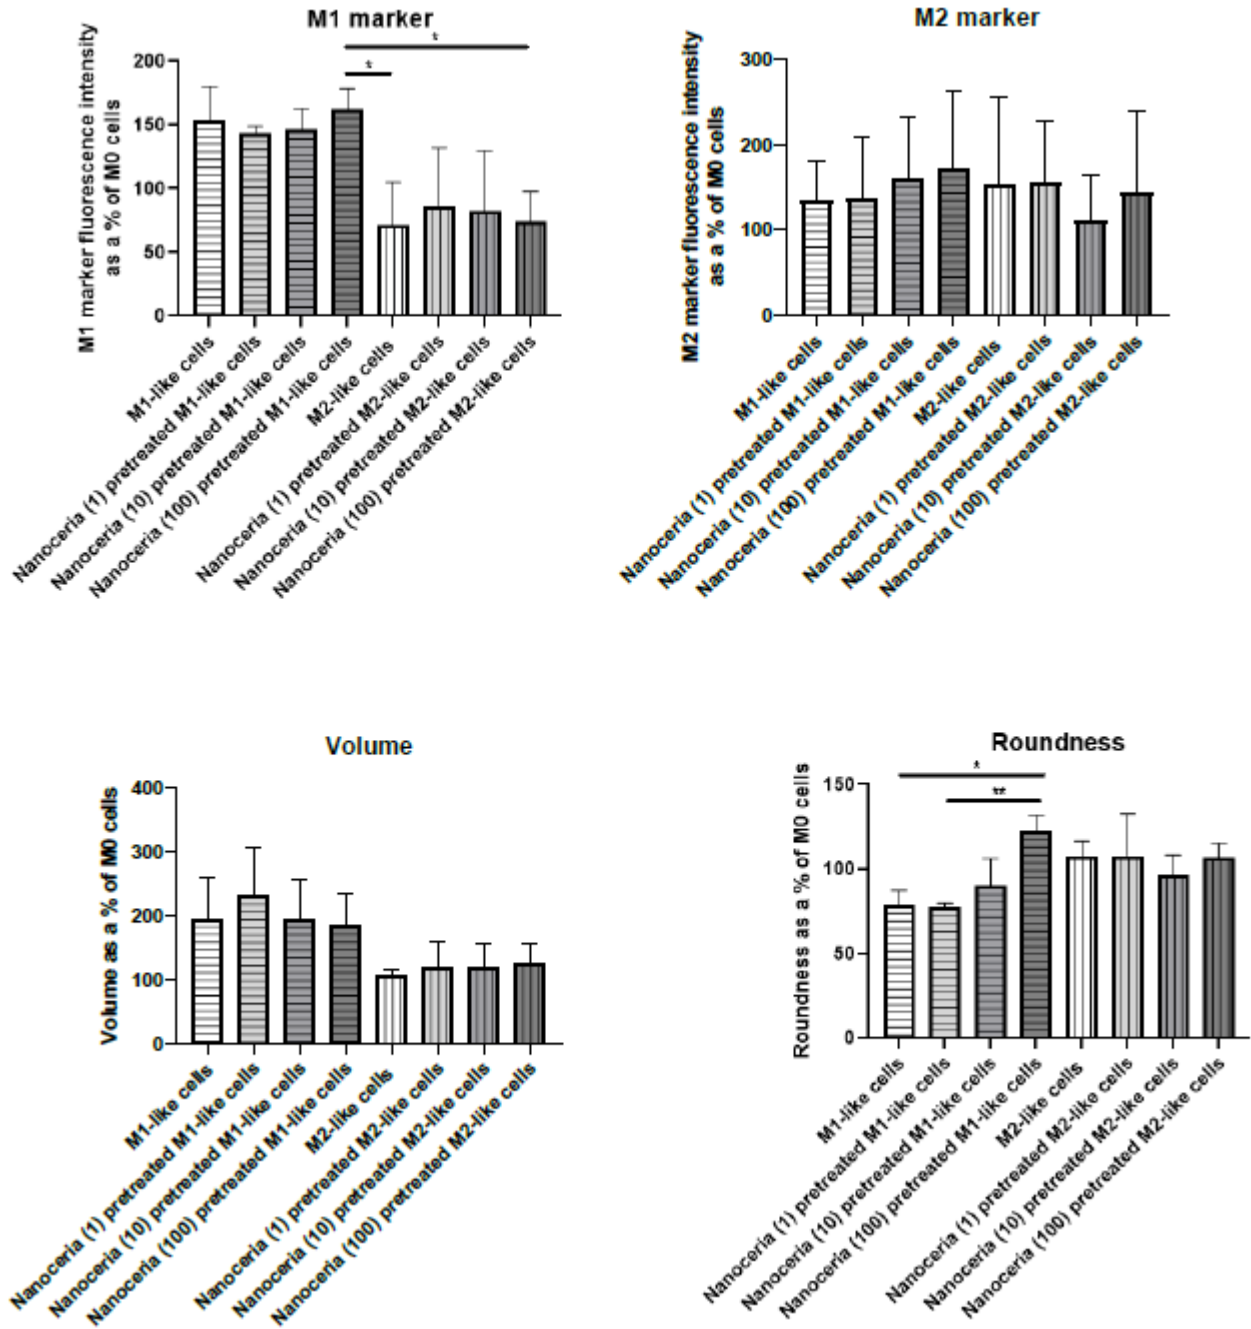 M1 marker
M1 marker fluorescence intensity
as a % of M0 cells
200
150
100
50
0
*
*
M1-like cells
Nanoceria (1) pretreated M1-like cells
Nanoceria (10) pretreated M1-like cells
Nanoceria (100) pretreated M1-like cells
M2-like cells
Nanoceria (1) pretreated M2-like cells
Nanoceria (10) pretreated M2-like cells
Nanoceria (100) pretreated M2-like cells
M2 marker
M2 marker fluorescence intensity
as a % of M0 cells
300
200
100
0
M1-like cells
Nanoceria (1) pretreated M1-like cells
Nanoceria (10) pretreated M1-like cells
Nanoceria (100) pretreated M1-like cells
M2-like cells
Nanoceria (1) pretreated M2-like cells
Nanoceria (10) pretreated M2-like cells
Nanoceria (100) pretreated M2-like cells
Volume
Volume as a % of M0 cells
400
300
200
100
0
M1-like cells
Nanoceria (1) pretreated M1-like cells
Nanoceria (10) pretreated M1-like cells
Nanoceria (100) pretreated M1-like cells
M2-like cells
Nanoceria (1) pretreated M2-like cells
Nanoceria (10) pretreated M2-like cells
Nanoceria (100) pretreated M2-like cells
Roundness
Roundness as a % of M0 cells
150
100
50
0
*
**
M1-like cells
Nanoceria (1) pretreated M1-like cells
Nanoceria (10) pretreated M1-like cells
Nanoceria (100) pretreated M1-like cells
M2-like cells
Nanoceria (1) pretreated M2-like cells
Nanoceria (10) pretreated M2-like cells
Nanoceria (100) pretreated M2-like cells